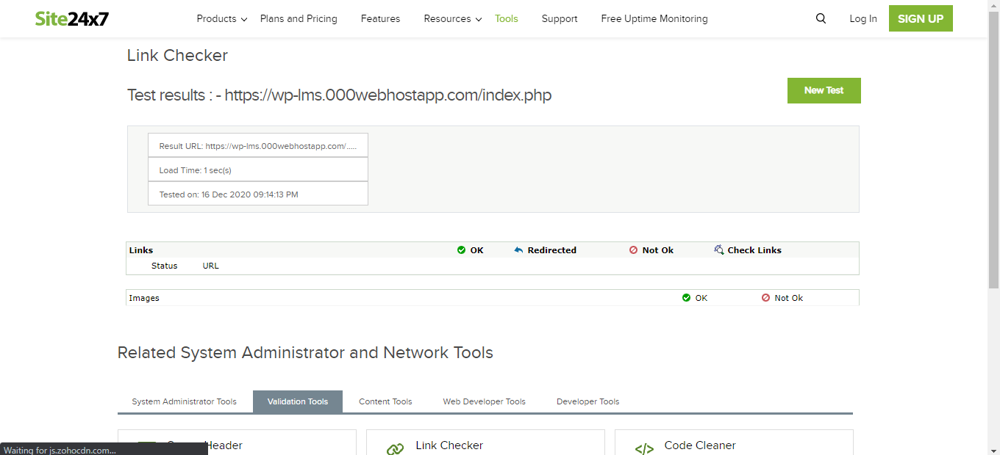 Site24x7 Products Plans and Pricing Features Resources Tools Support Free Uptime Monitoring Log In SIGN UP
Link Checker
Test results : - https://wp-lms.000webhostapp.com/index.php
New Test
Result URL: https://wp-lms.000webhostapp.com/.....
Load Time: 1 sec(s)
Tested on: 16 Dec 2020 09:14:13 PM
Links OK Redirected Not Ok Check Links
Status URL
Images OK Not Ok
Related System Administrator and Network Tools
System Administrator Tools Validation Tools Content Tools Web Developer Tools Developer Tools
Header Link Checker Code Cleaner
Waiting for js.zohocdn.com...